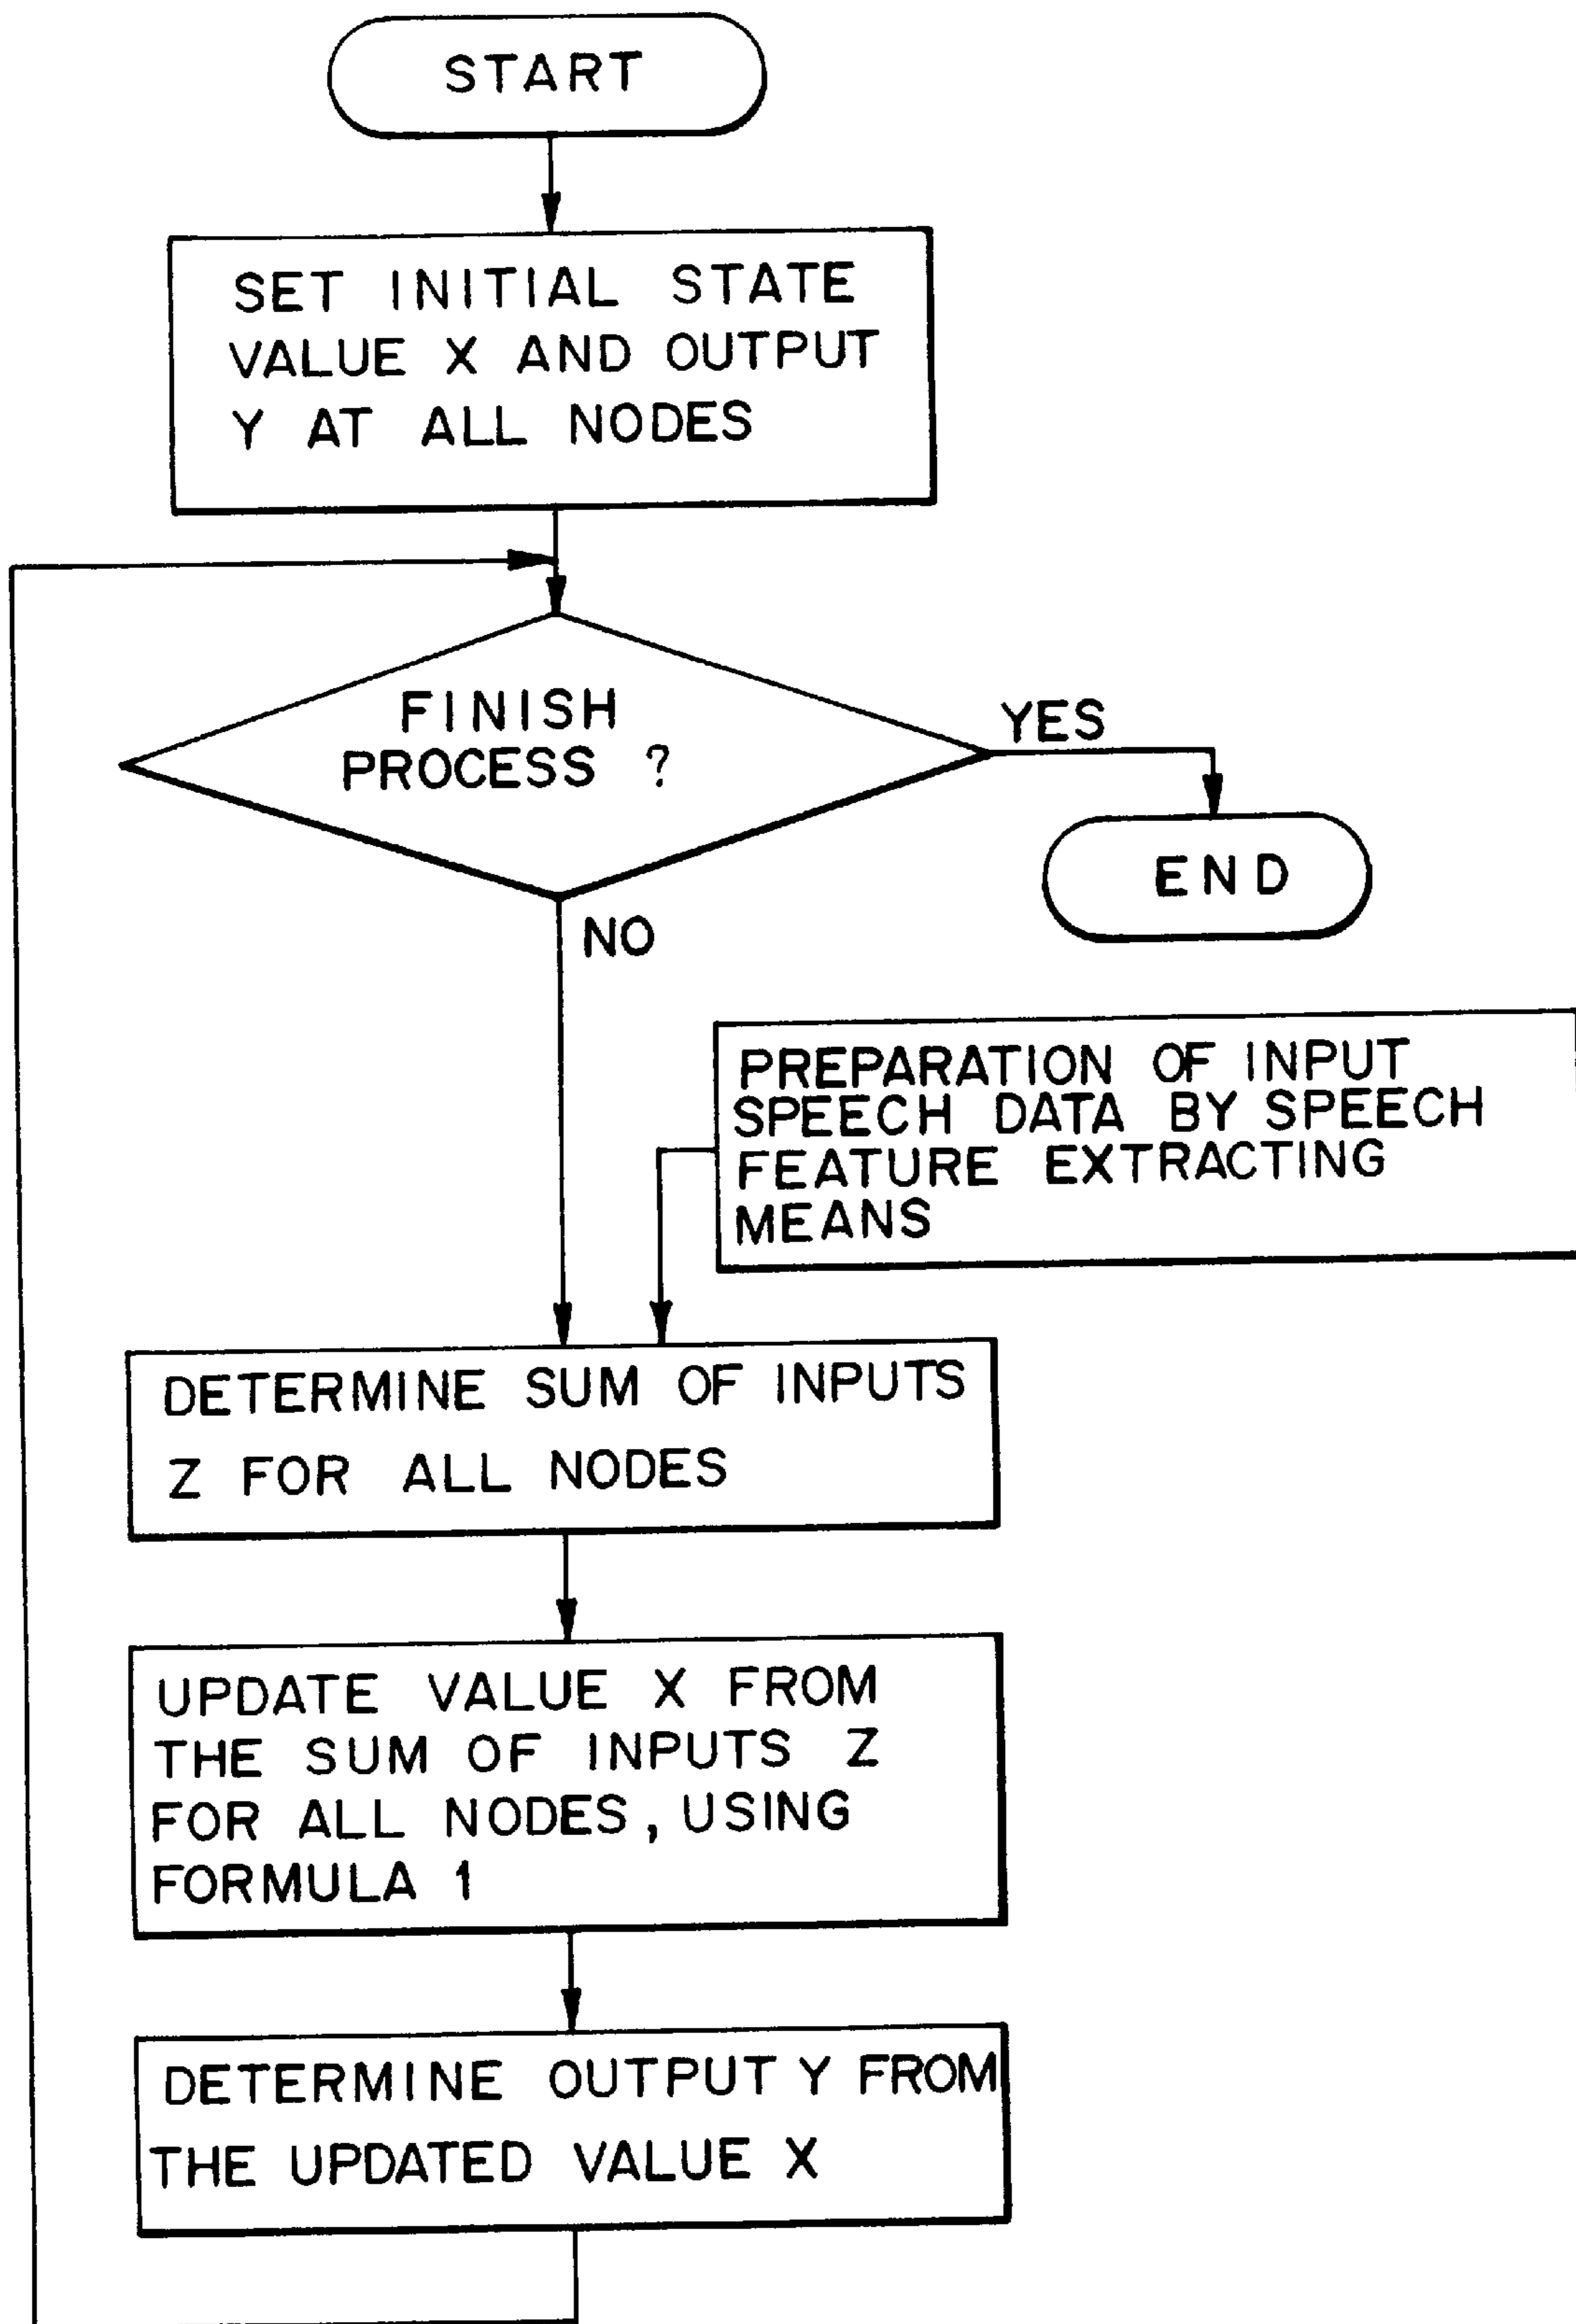 START
SET INITIAL STATE
VALUE X AND OUTPUT
Y AT ALL NODES
FINISH
PROCESS ?
YES
END
NO
PREPARATION OF INPUT
SPEECH DATA BY SPEECH
FEATURE EXTRACTING
MEANS
DETERMINE SUM OF INPUTS
Z FOR ALL NODES
UPDATE VALUE X FROM
THE SUM OF INPUTS Z
FOR ALL NODES, USING
FORMULA 1
DETERMINE OUTPUT Y FROM
THE UPDATED VALUE X